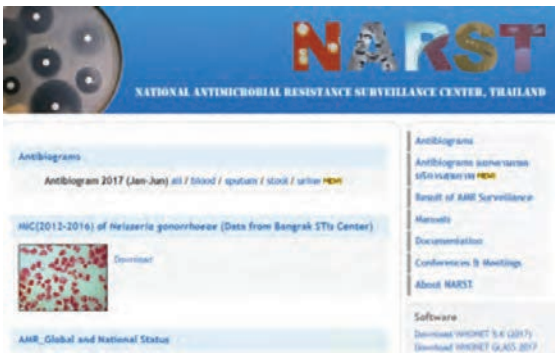 NARST
NATIONAL ANTIMICROBIAL RESISTANCE SURVEILLANCE CENTER, THAILAND
Antibiograms
Antibiogram 2017 (Jan-Jun) all / blood / sputum / stool / urine NEW!
MIC(2012-2016) of Neisseria gonorrhoeae (Data from Bangrak STIs Center)
Download
AMR_Global and National Status
Antibiograms
Antibiograms
NEW!
Result of AMR Surveillance
Manuals
Documentation
Conferences & Meetings
About NARST
Software
Download WHONET 5.6 (2017)
Download WHONET GLASS 2017